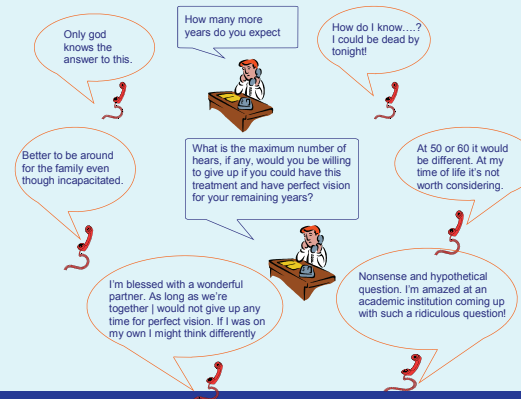 How many more
years do you expect
Only god
knows the
answer to this.
How do I know….?
I could be dead by
tonight!
What is the maximum number of
hears, if any, would you be willing
to give up if you could have this
treatment and have perfect vision
for your remaining years?
Better to be around
for the family even
though incapacitated.
At 50 or 60 it would
be different. At my
time of life it's not
worth considering.
I'm blessed with a wonderful
partner. As long as we're
together | would not give up any
time for perfect vision. If I was on
my own I might think differently
Nonsense and hypothetical
question. I'm amazed at an
academic institution coming up
with such a ridiculous question!